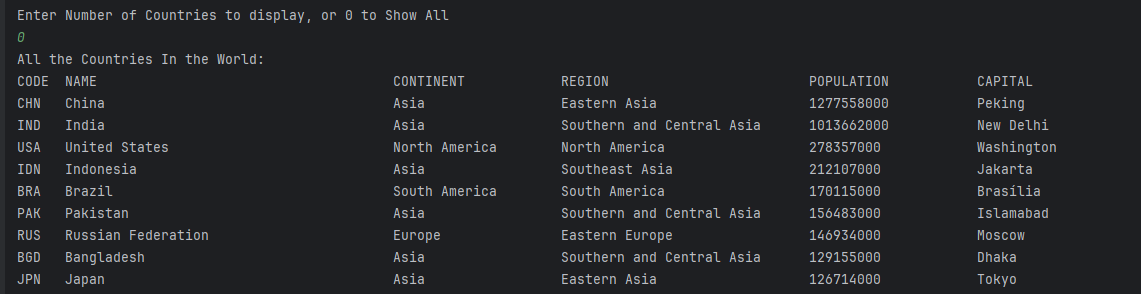 Enter Number of Countries to display, or 0 to Show All
0
All the Countries In the World:
CODE NAME CONTINENT REGION POPULATION CAPITAL
CHN China Asia Eastern Asia 1277558000 Peking
IND India Asia Southern and Central Asia 1013662000 New Delhi
USA United States North America North America 278357000 Washington
IDN Indonesia Asia Southeast Asia 212107000 Jakarta
BRA Brazil South America South America 170115000 Brasília
PAK Pakistan Asia Southern and Central Asia 156483000 Islamabad
RUS Russian Federation Europe Eastern Europe 146934000 Moscow
BGD Bangladesh Asia Southern and Central Asia 129155000 Dhaka
JPN Japan Asia Eastern Asia 126714000 Tokyo